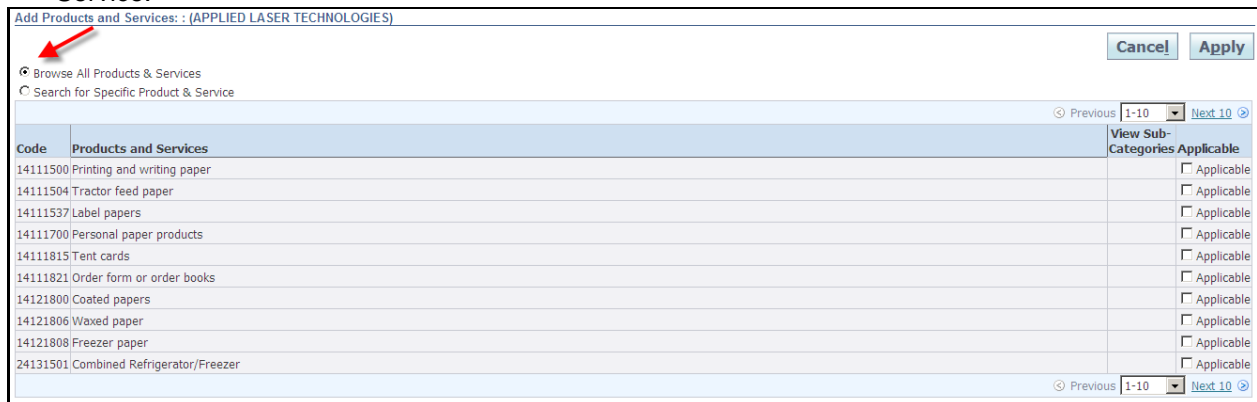 Service.
Add Products and Services: : (APPLIED LASER TECHNOLOGIES)
Cancel Apply
Browse All Products & Services
Search for Specific Product & Service
Previous 1-10 Next 10
View Sub-
Code Products and Services Categories Applicable
14111500 Printing and writing paper Applicable
14111504 Tractor feed paper Applicable
14111537 Label papers Applicable
14111700 Personal paper products Applicable
14111815 Tent cards Applicable
14111821 Order form or order books Applicable
14121800 Coated papers Applicable
14121806 Waxed paper Applicable
14121808 Freezer paper Applicable
24131501 Combined Refrigerator/Freezer Applicable
Previous 1-10 Next 10